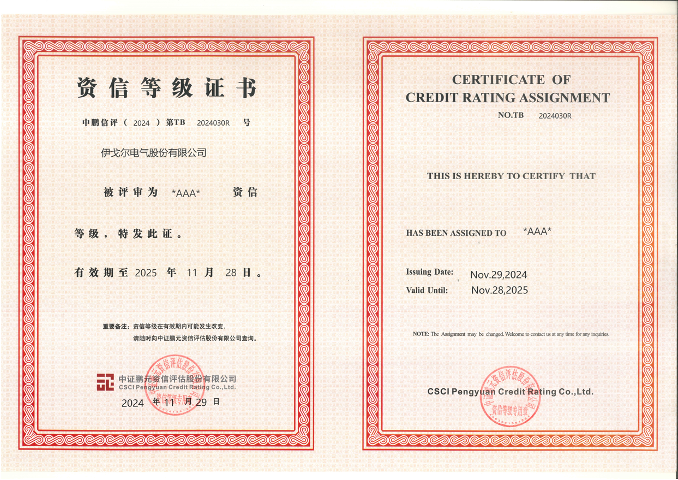 资信等级证书
中鹏信评（ 2024 ）第TB 2024030R 号
伊戈尔电气股份有限公司
被评审为 *AAA* 资信
等级，特发此证。
有效期至 2025 年 11 月 28 日。
重要备注：资信等级在有效期内可能发生改变，
请随时向中证鹏元资信评估股份有限公司查询。
中证鹏元资信评估股份有限公司
CSCI Pengyuan Credit Rating Co.,Ltd.
2024 年 11 月 29 日
CERTIFICATE OF
CREDIT RATING ASSIGNMENT
NO.TB 2024030R
THIS IS HEREBY TO CERTIFY THAT
HAS BEEN ASSIGNED TO *AAA*
Issuing Date: Nov.29,2024
Valid Until: Nov.28,2025
NOTE: The Assignment may be changed. Welcome to contact us at any time for any inquiries.
CSCI Pengyuan Credit Rating Co.,Ltd.